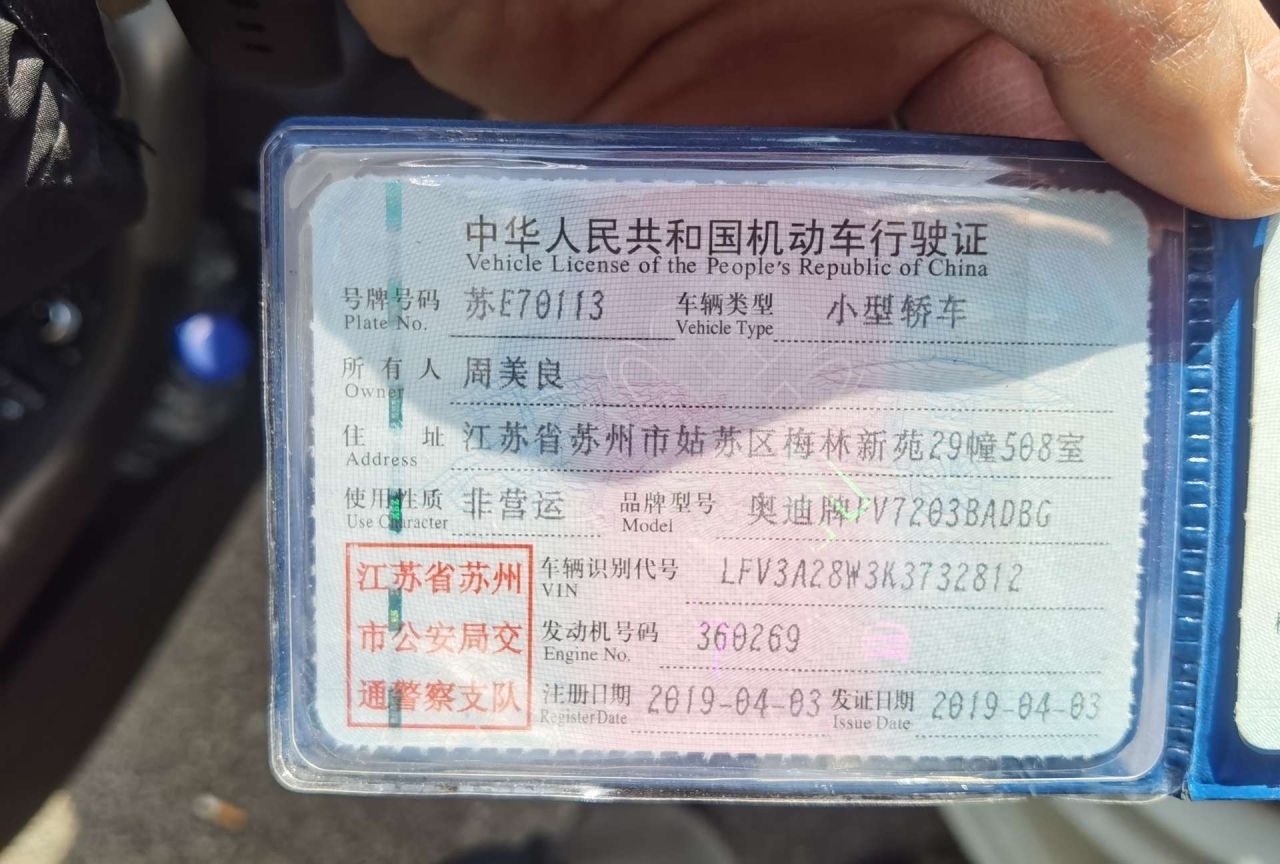 中华人民共和国机动车行驶证
Vehicle License of the People's Republic of China
号牌号码 苏E70113 车辆类型 小型轿车
Plate No. Vehicle Type
所有人 周美良
Owner
住址 江苏省苏州市姑苏区梅林新苑29幢508室
Address
使用性质 非营运 品牌型号 奥迪牌FV7203BADBG
Use Character Model
江苏省苏州
市公安局交
通警察支队
车辆识别代号 LFV3A28W3K3732812
VIN
发动机号码 360269
Engine No.
注册日期 2019-04-03 发证日期 2019-04-03
Register Date Issue Date